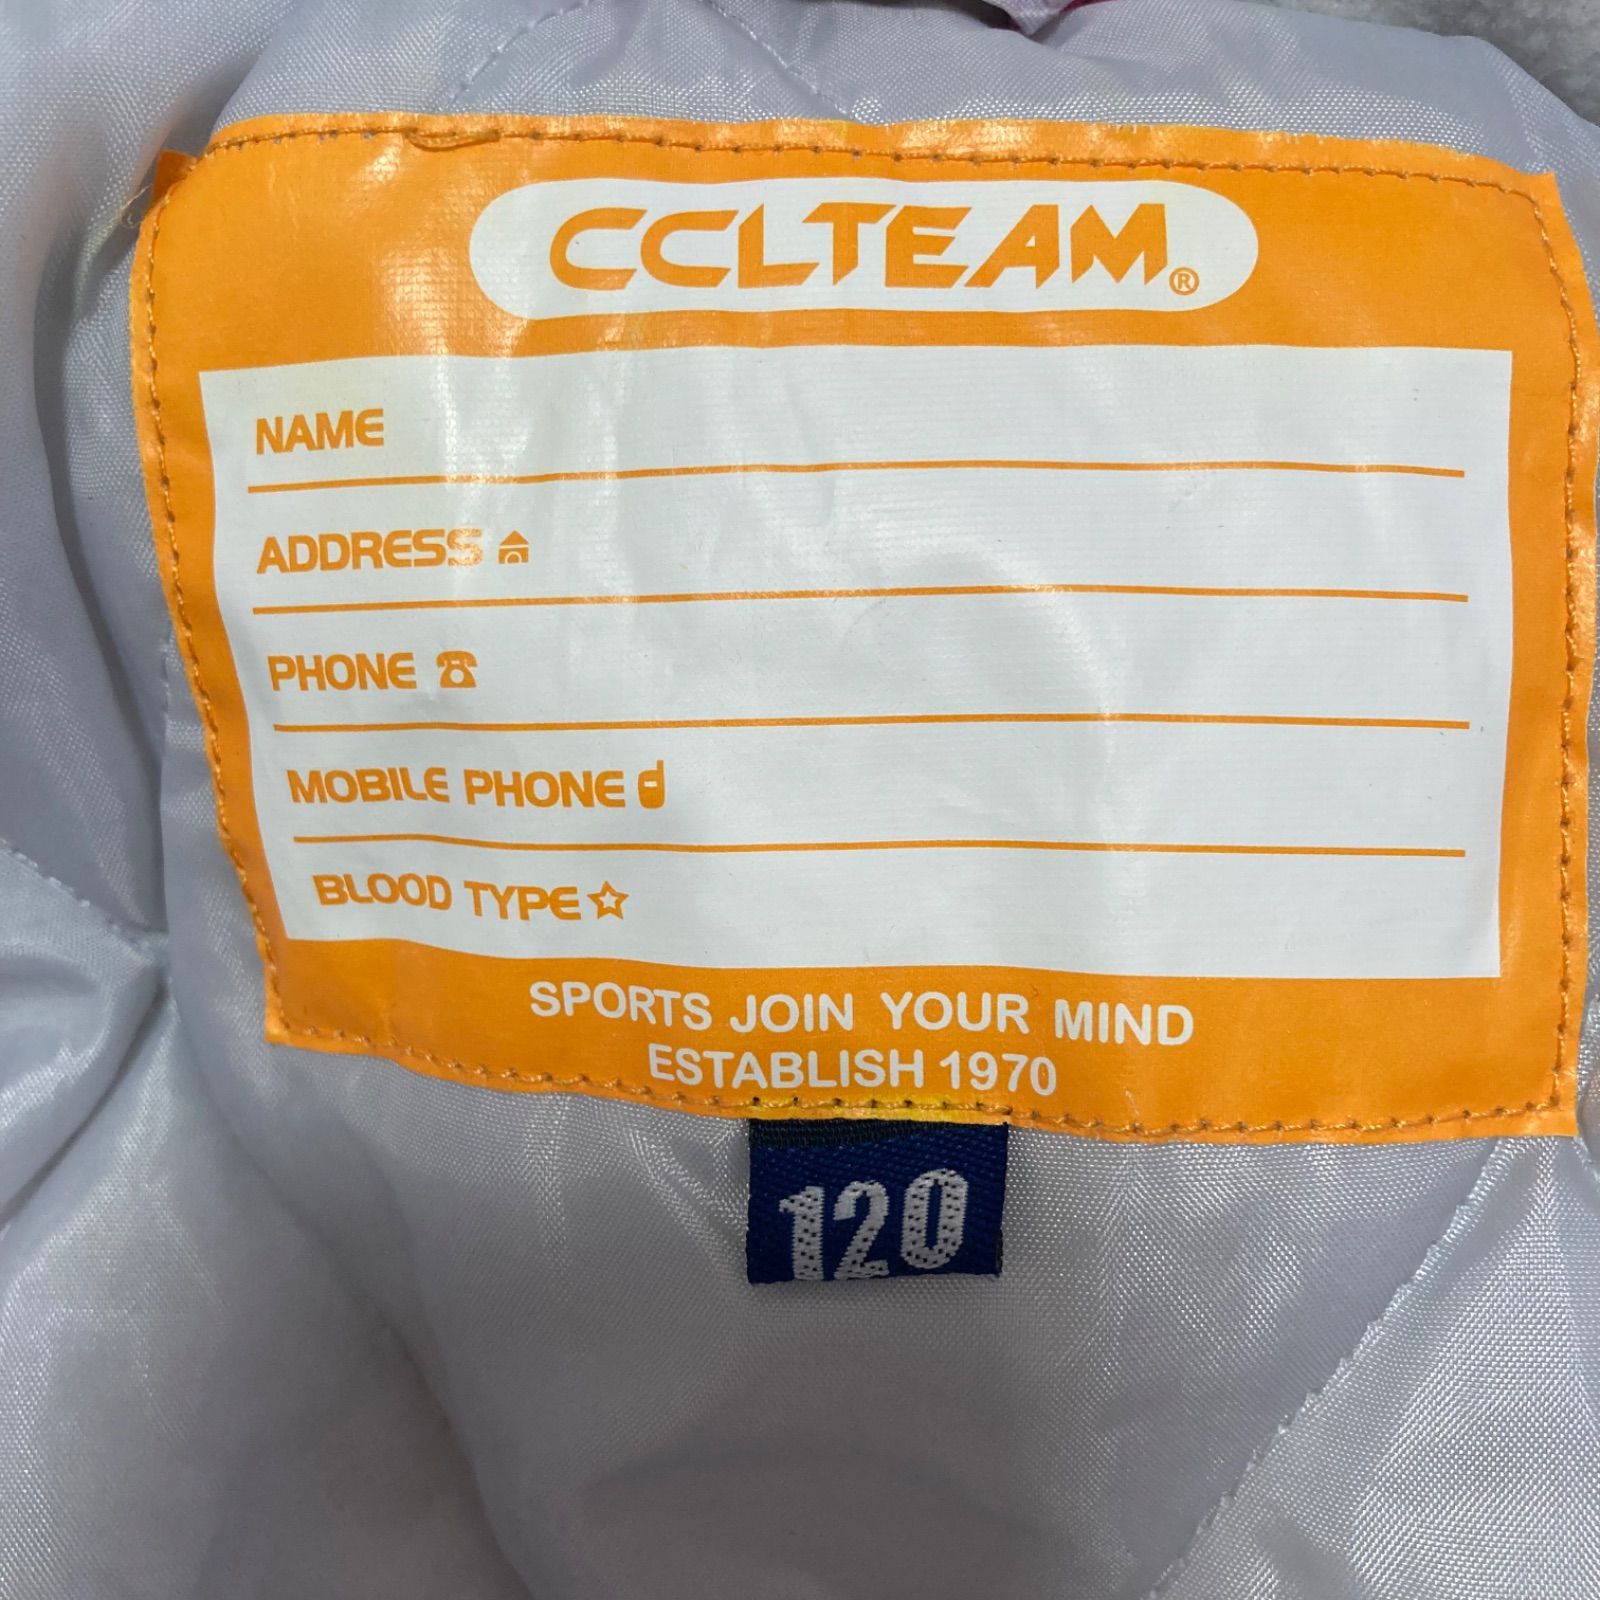 CCLTEAM®
NAME
ADDRESS
PHONE
MOBILE PHONE
BLOOD TYPE
SPORTS JOIN YOUR MIND
ESTABLISH 1970
120